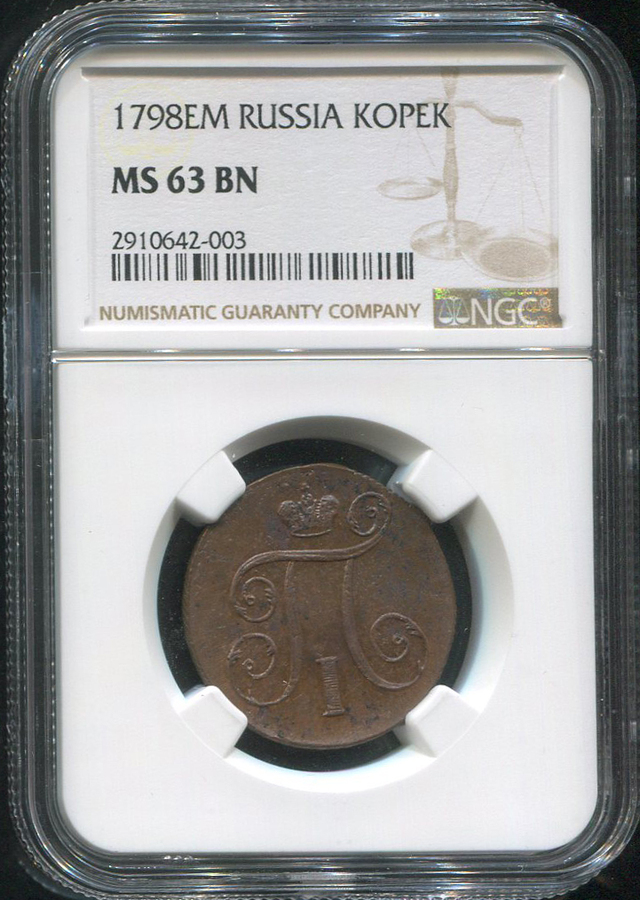 1798EM RUSSIA KOPEK
MS 63 BN
2910642-003
NUMISMATIC GUARANTY COMPANY
NGC®
П
I